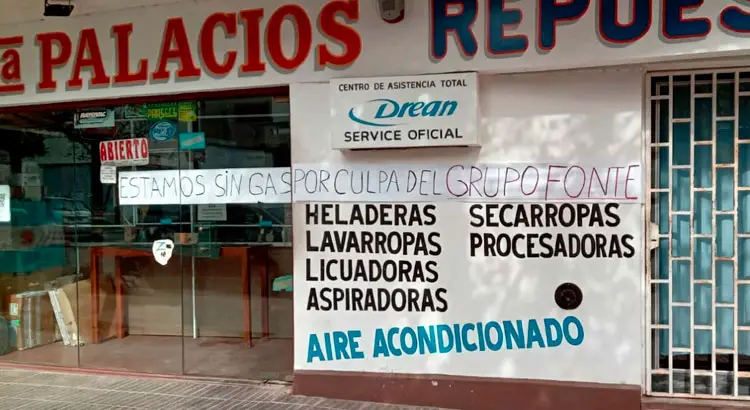 a PALACIOS
REPUES
CENTRO DE ASISTENCIA TOTAL
Drean
SERVICE OFICIAL
ABIERTO
ESTAMOS SIN GAS POR CULPA DEL GRUPO FONTE
HELADERAS SECARROPAS
LAVARROPAS PROCESADORAS
LICUADORAS
ASPIRADORAS
AIRE ACONDICIONADO